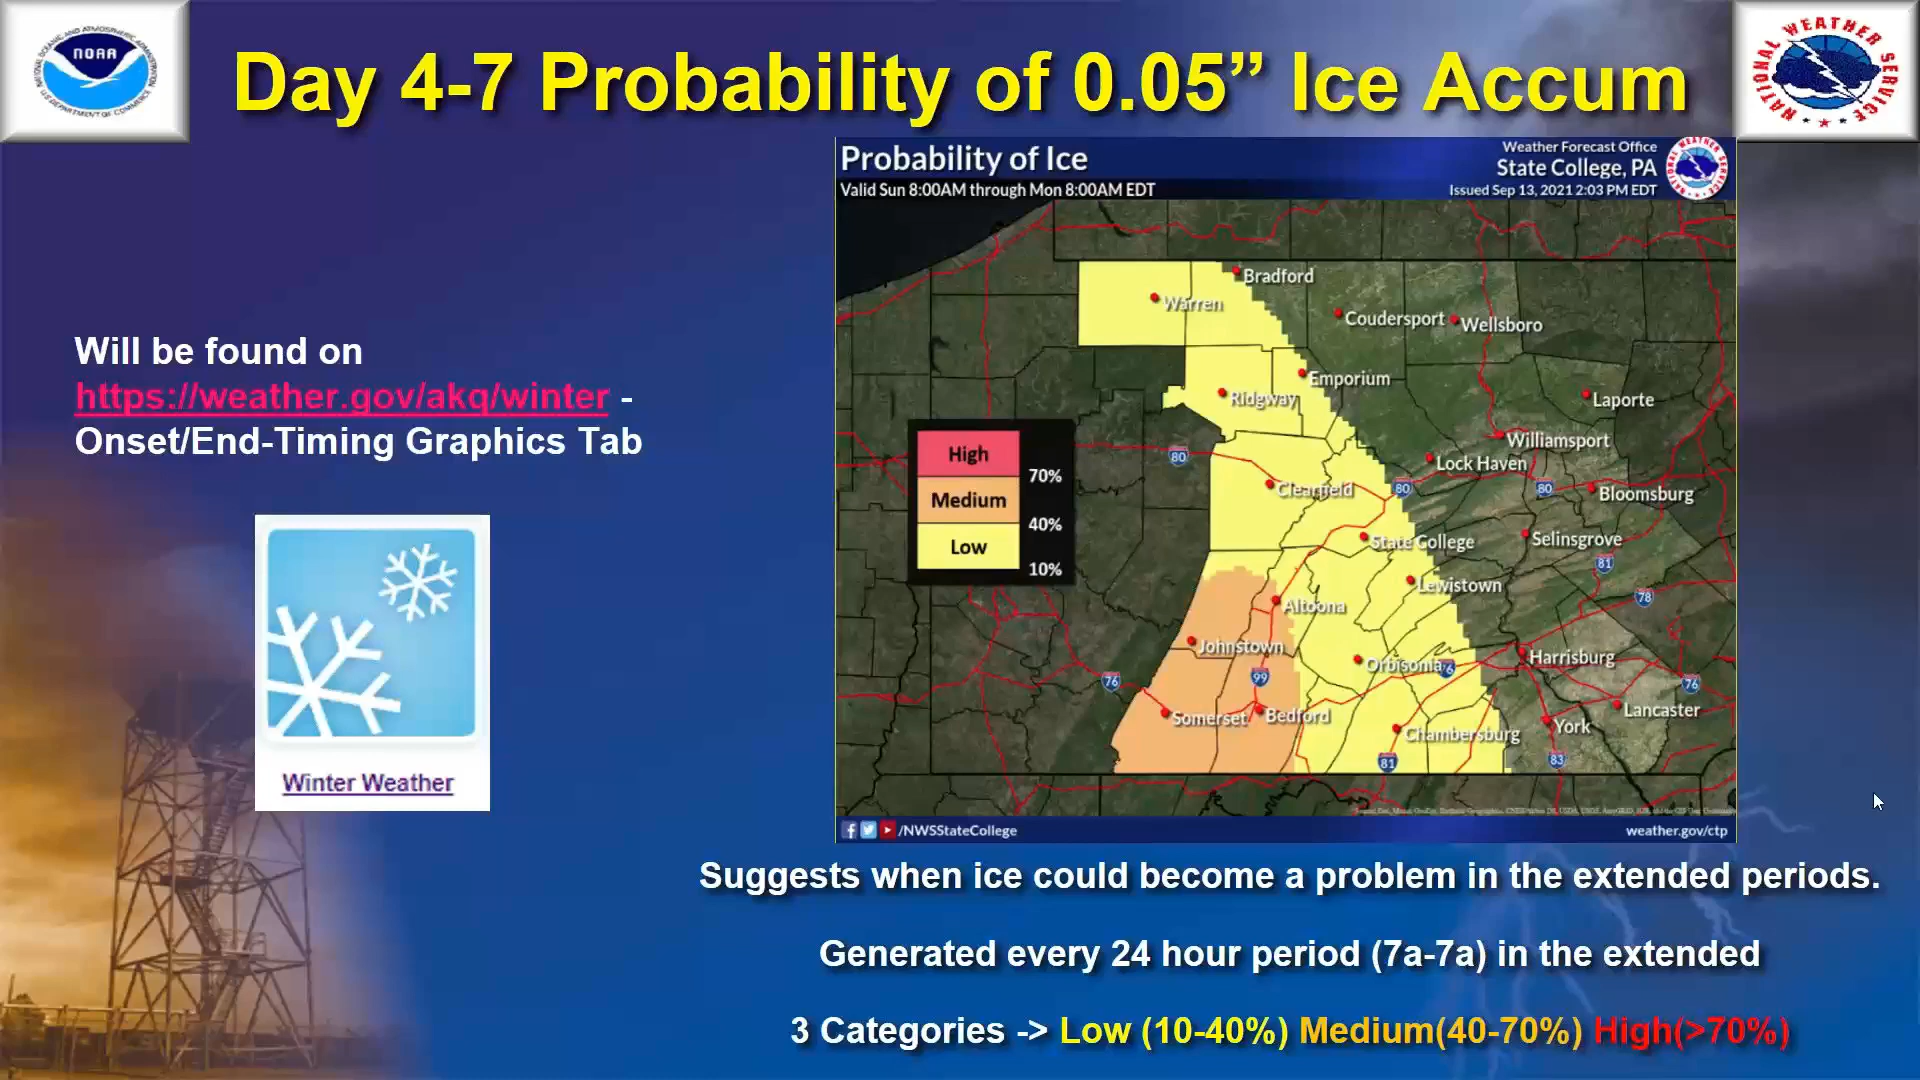 NOAA
NATIONAL WEATHER SERVICE
Day 4-7 Probability of 0.05” Ice Accum
Will be found on
https://weather.gov/akq/winter -
Onset/End-Timing Graphics Tab
Winter Weather
Probability of Ice
Valid Sun 8:00AM through Mon 8:00AM EDT
Weather Forecast Office
State College, PA
Issued Sep 13, 2021 2:03 PM EDT
Bradford
Warren
Coudersport
Wellsboro
Emporium
Ridgway
Laporte
Williamsport
Lock Haven
80
Clearfield
80
80
Bloomsburg
State College
Selinsgrove
81
Lewistown
78
Altoona
Johnstown
Orbisonia
76
Harrisburg
76
99
76
Somerset
Bedford
Lancaster
York
Chambersburg
81
83
High
70%
Medium
40%
Low
10%
/NWSStateCollege
weather.gov/ctp
Suggests when ice could become a problem in the extended periods.
Generated every 24 hour period (7a-7a) in the extended
3 Categories -> Low (10-40%) Medium(40-70%) High(>70%)